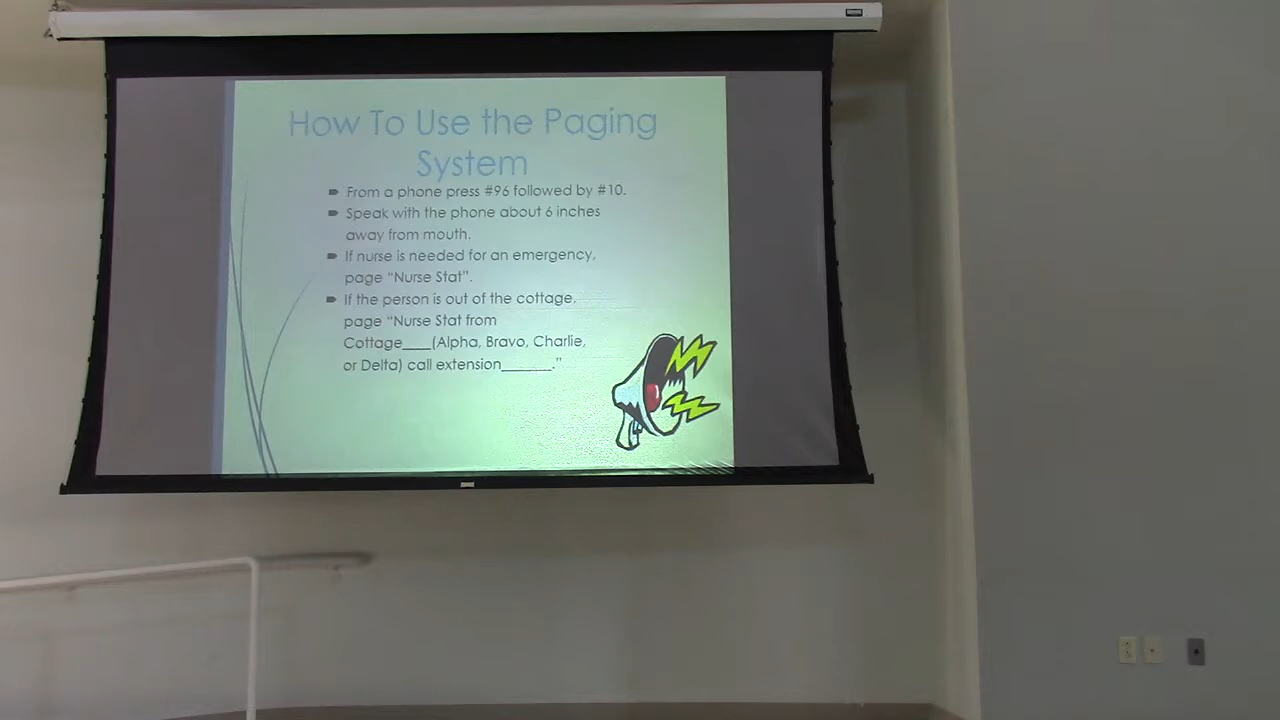 How To Use the Paging
System
From a phone press #96 followed by #10.
Speak with the phone about 6 inches
away from mouth.
If nurse is needed for an emergency,
page “Nurse Stat”.
If the person is out of the cottage,
page “Nurse Stat from
Cottage___(Alpha, Bravo, Charlie,
or Delta) call extension______.”